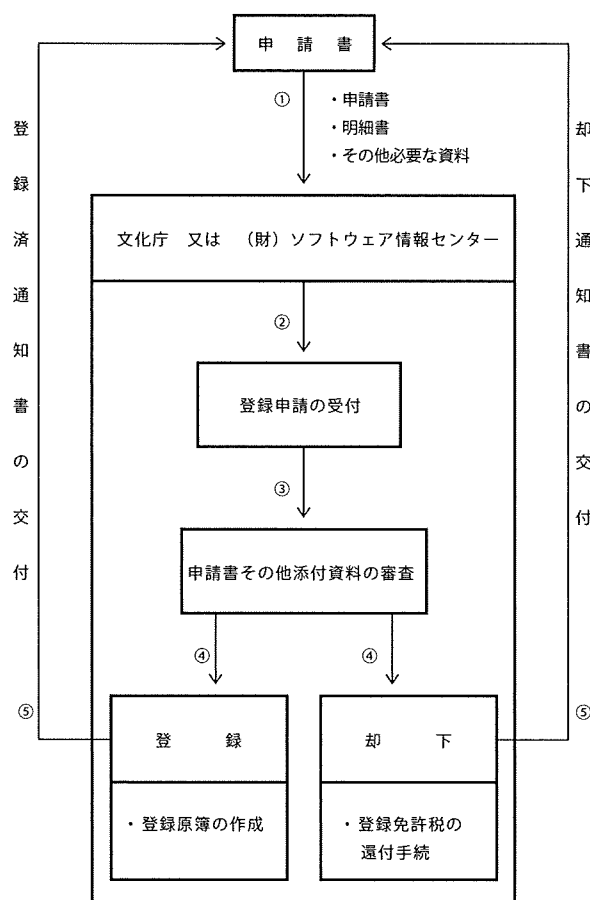 申請書
①
・申請書
・明細書
・その他必要な資料
文化庁 又は （財）ソフトウェア情報センター
②
登録申請の受付
③
申請書その他添付資料の審査
④
④
登録
・登録原簿の作成
却下
・登録免許税の
還付手続
⑤
登録済通知書の交付
⑤
却下通知書の交付